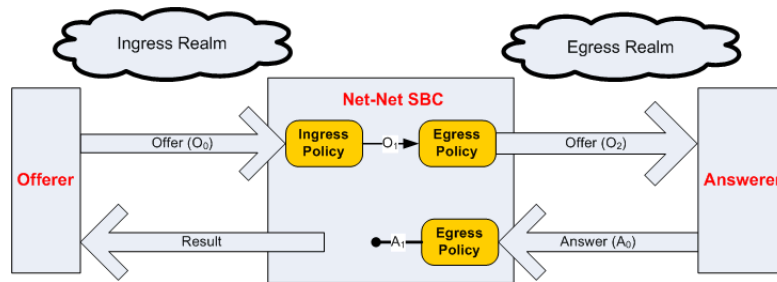 Ingress Realm
Egress Realm
Net-Net SBC
Offerer
Offer (O₀)
Ingress
Policy
O₁
Egress
Policy
Offer (O₂)
Answerer
Result
A₁
Egress
Policy
Answer (A₀)